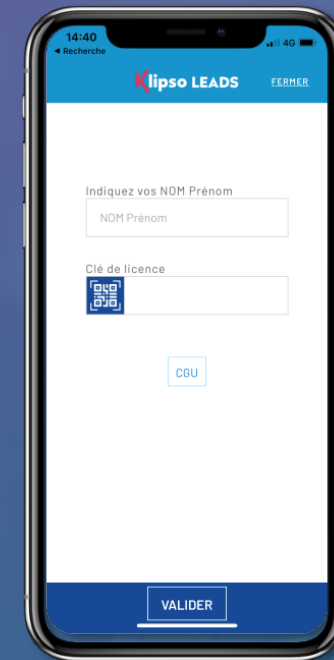 14:40
4G
◀ Recherche
Klipso LEADS
FERMER
Indiquez vos NOM Prénom
NOM Prénom
Clé de licence
CGU
VALIDER